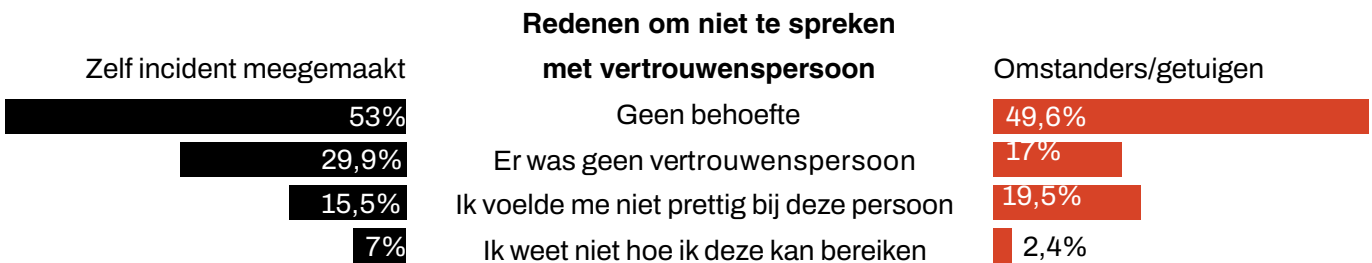 Redenen om niet te spreken
Zelf incident meegemaakt met vertrouwenspersoon Omstanders/getuigen
53% Geen behoefte 49,6%
29,9% Er was geen vertrouwenspersoon 17%
15,5% Ik voelde me niet prettig bij deze persoon 19,5%
7% Ik weet niet hoe ik deze kan bereiken 2,4%